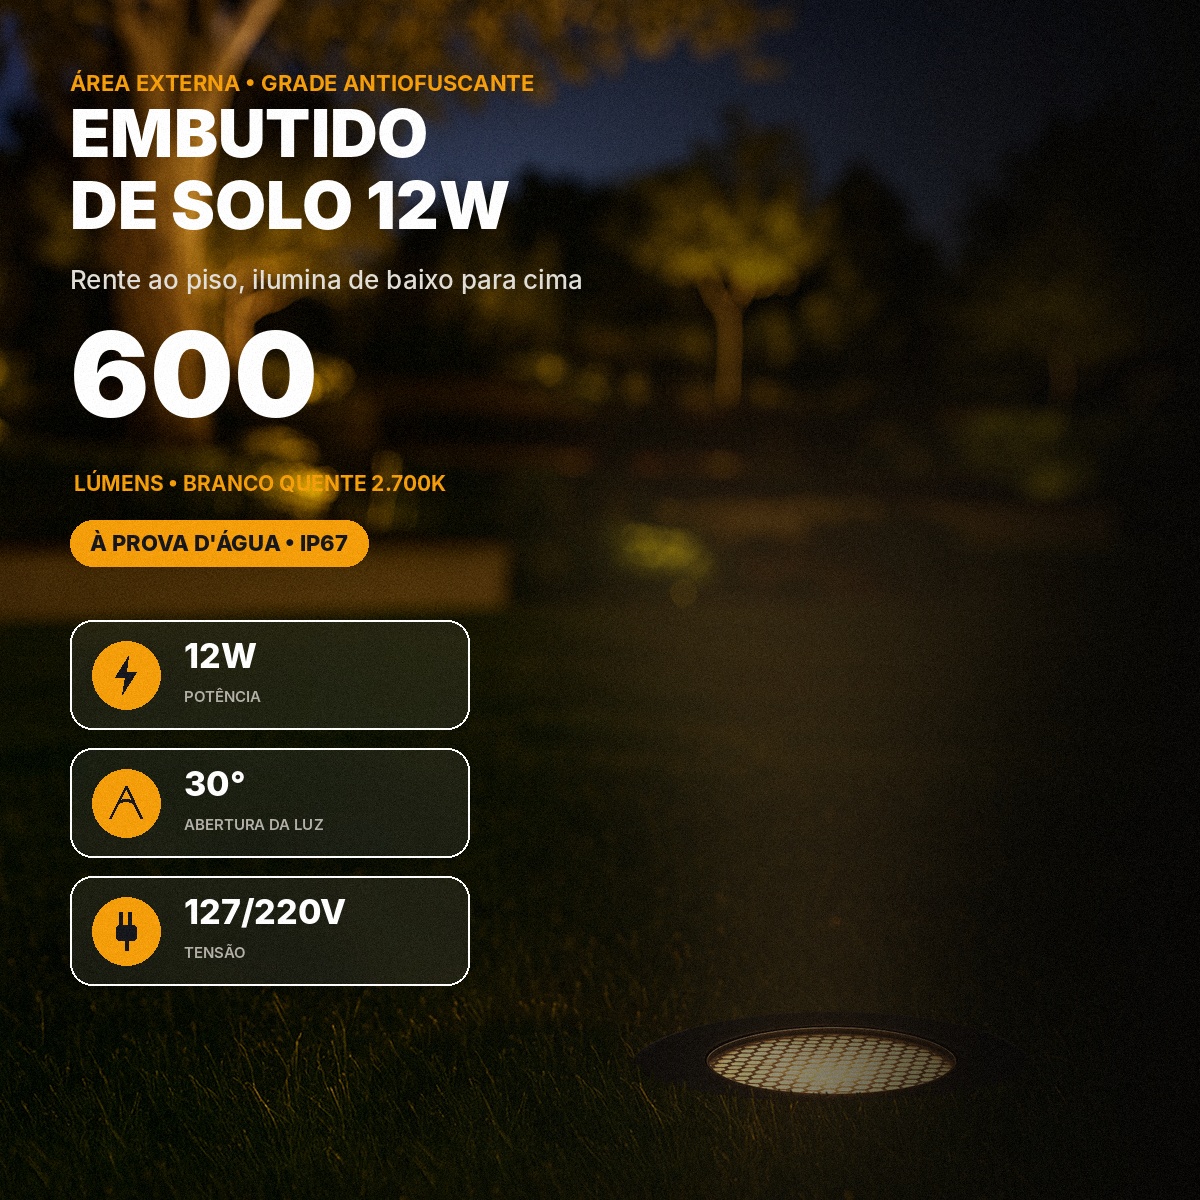 ÁREA EXTERNA • GRADE ANTIOFUSCANTE
EMBUTIDO
DE SOLO 12W
Rente ao piso, ilumina de baixo para cima
600
LÚMENS • BRANCO QUENTE 2.700K
À PROVA D'ÁGUA • IP67
12W
POTÊNCIA
30°
ABERTURA DA LUZ
127/220V
TENSÃO